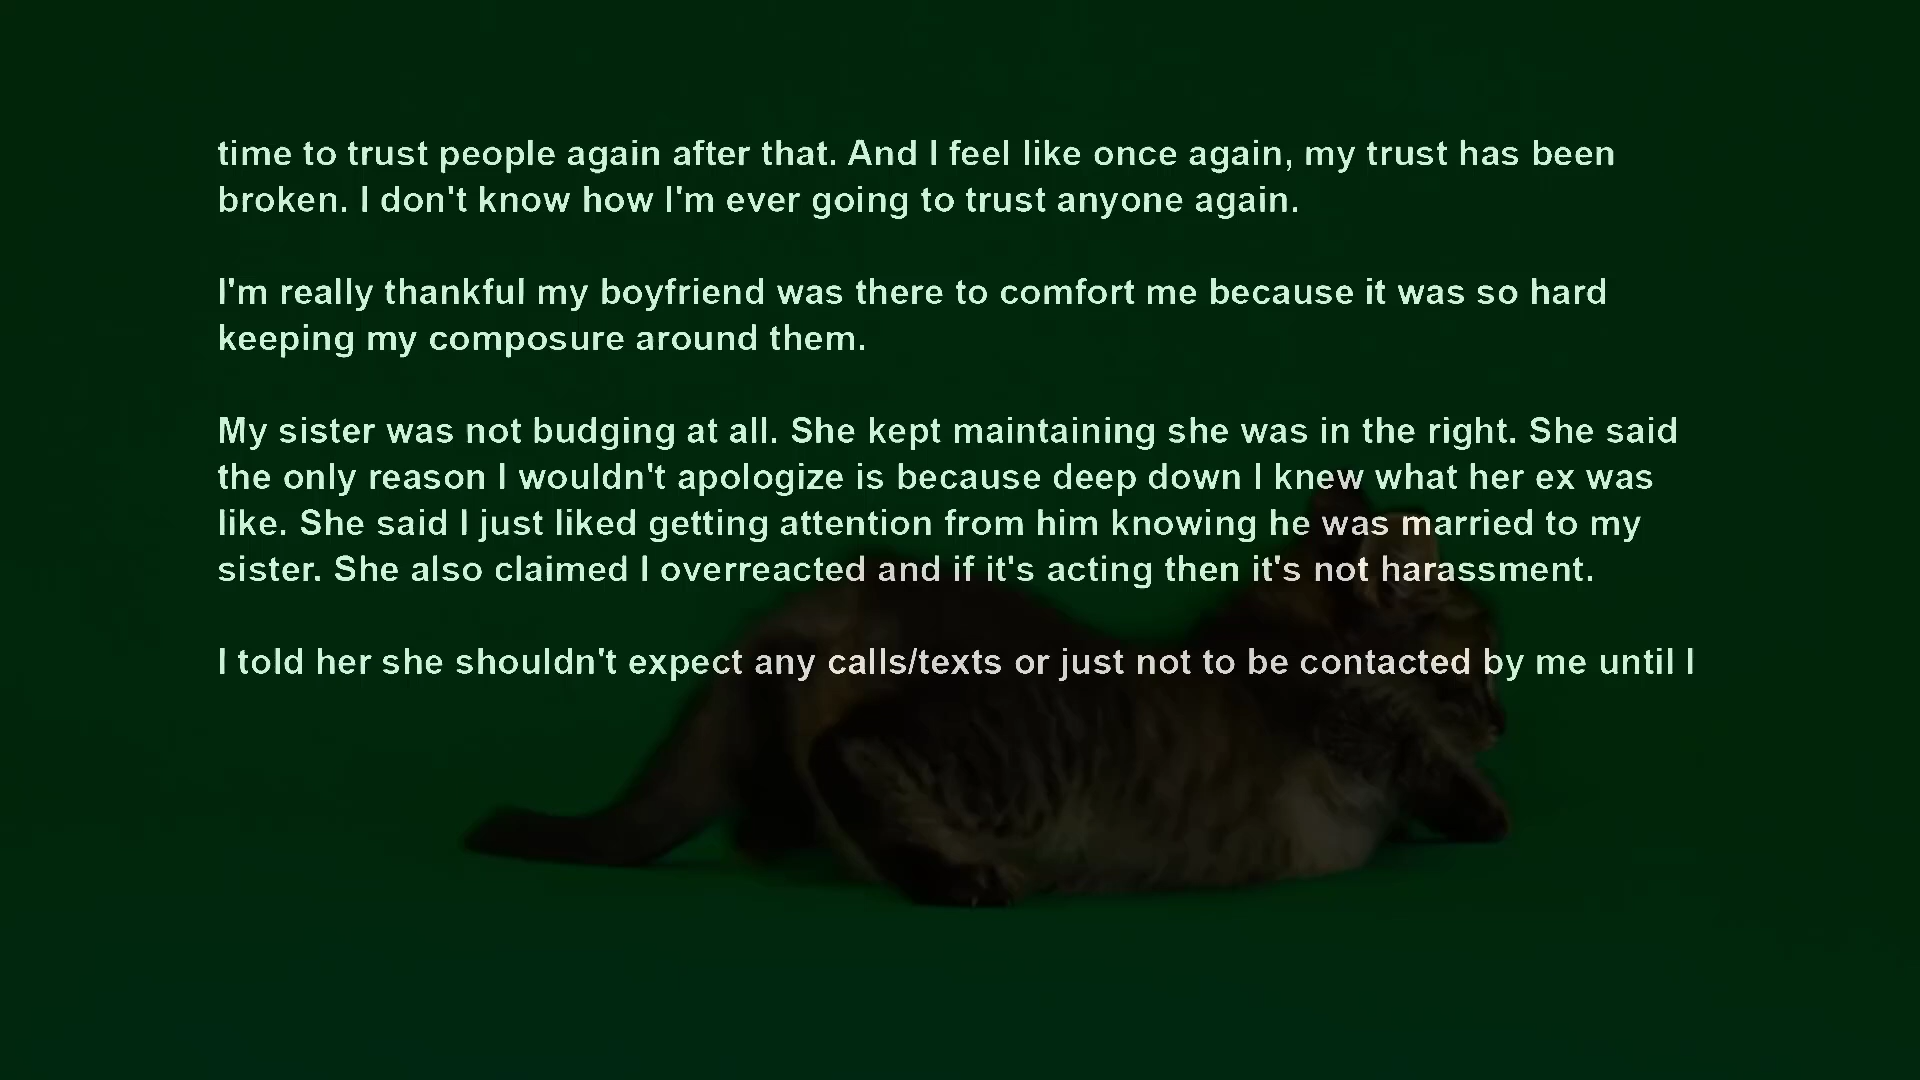 time to trust people again after that. And I feel like once again, my trust has been
broken. I don't know how I'm ever going to trust anyone again.
I'm really thankful my boyfriend was there to comfort me because it was so hard
keeping my composure around them.
My sister was not budging at all. She kept maintaining she was in the right. She said
the only reason I wouldn't apologize is because deep down I knew what her ex was
like. She said I just liked getting attention from him knowing he was married to my
sister. She also claimed I overreacted and if it's acting then it's not harassment.
I told her she shouldn't expect any calls/texts or just not to be contacted by me until I